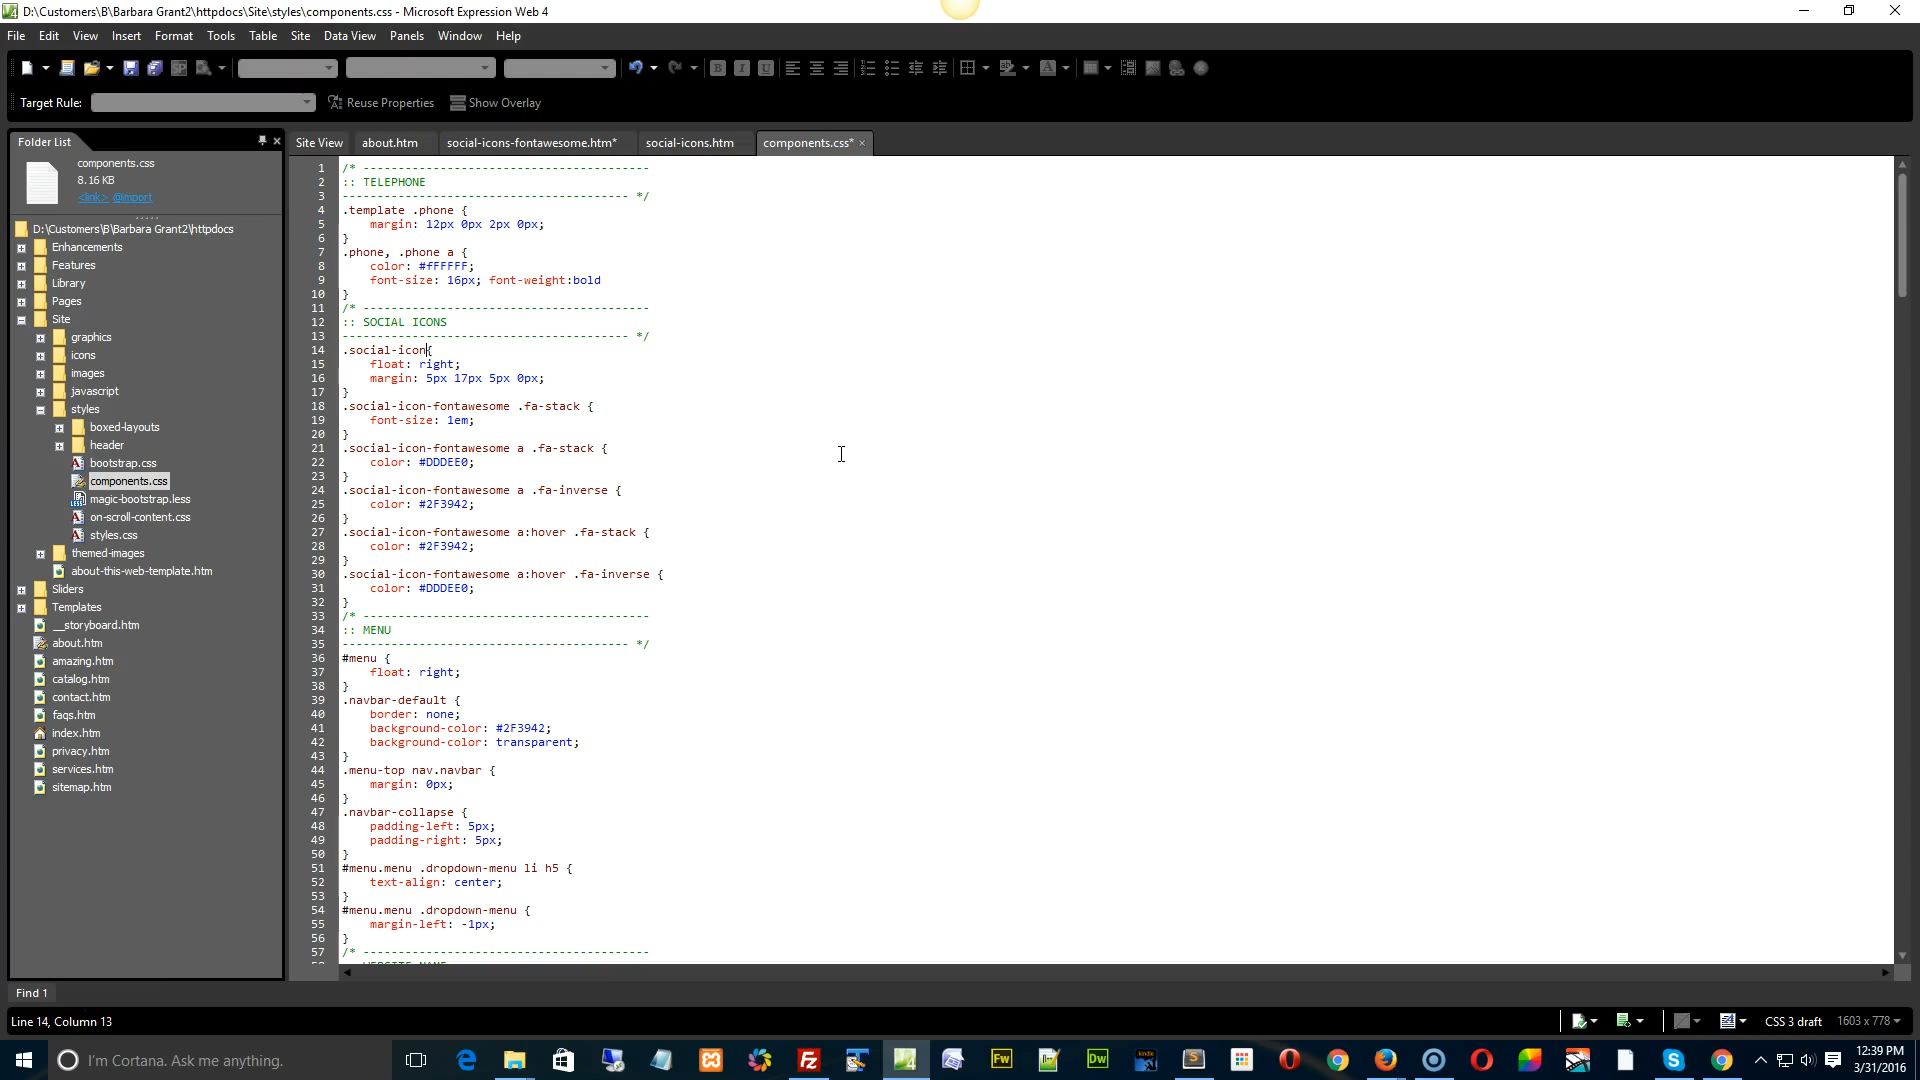 D:\Customers\B\Barbara Grant2\httpdocs\Site\styles\components.css - Microsoft Expression Web 4
File Edit View Insert Format Tools Table Site Data View Panels Window Help
Target Rule: Reuse Properties Show Overlay
Folder List
components.css
8.16 KB
<link> @import
D:\Customers\B\Barbara Grant2\httpdocs
Enhancements
Features
Library
Pages
Site
graphics
icons
images
javascript
styles
boxed-layouts
header
bootstrap.css
components.css
magic-bootstrap.less
on-scroll-content.css
styles.css
themed-images
about-this-web-template.htm
Sliders
Templates
__storyboard.htm
about.htm
amazing.htm
catalog.htm
contact.htm
faqs.htm
index.htm
privacy.htm
services.htm
sitemap.htm
Site View about.htm social-icons-fontawesome.htm* social-icons.htm components.css*
1 /* -----------------------------------------
2 :: TELEPHONE
3 ----------------------------------------- */
4 .template .phone {
5 margin: 12px 0px 2px 0px;
6 }
7 .phone, .phone a {
8 color: #fFFFFF;
9 font-size: 16px; font-weight:bold
10 }
11 /* -----------------------------------------
12 :: SOCIAL ICONS
13 ----------------------------------------- */
14 .social-icon{
15 float: right;
16 margin: 5px 17px 5px 0px;
17 }
18 .social-icon-fontawesome .fa-stack {
19 font-size: 1em;
20 }
21 .social-icon-fontawesome a .fa-stack {
22 color: #DDDEE0;
23 }
24 .social-icon-fontawesome a .fa-inverse {
25 color: #2F3942;
26 }
27 .social-icon-fontawesome a:hover .fa-stack {
28 color: #2F3942;
29 }
30 .social-icon-fontawesome a:hover .fa-inverse {
31 color: #DDDEE0;
32 }
33 /* -----------------------------------------
34 :: MENU
35 ----------------------------------------- */
36 #menu {
37 float: right;
38 }
39 .navbar-default {
40 border: none;
41 background-color: #2F3942;
42 background-color: transparent;
43 }
44 .menu-top nav.navbar {
45 margin: 0px;
46 }
47 .navbar-collapse {
48 padding-left: 5px;
49 padding-right: 5px;
50 }
51 #menu.menu .dropdown-menu li h5 {
52 text-align: center;
53 }
54 #menu.menu .dropdown-menu {
55 margin-left: -1px;
56 }
57 /* -----------------------------------------
Find 1
Line 14, Column 13
CSS 3 draft 1603 x 778
I'm Cortana. Ask me anything.
12:39 PM
3/31/2016